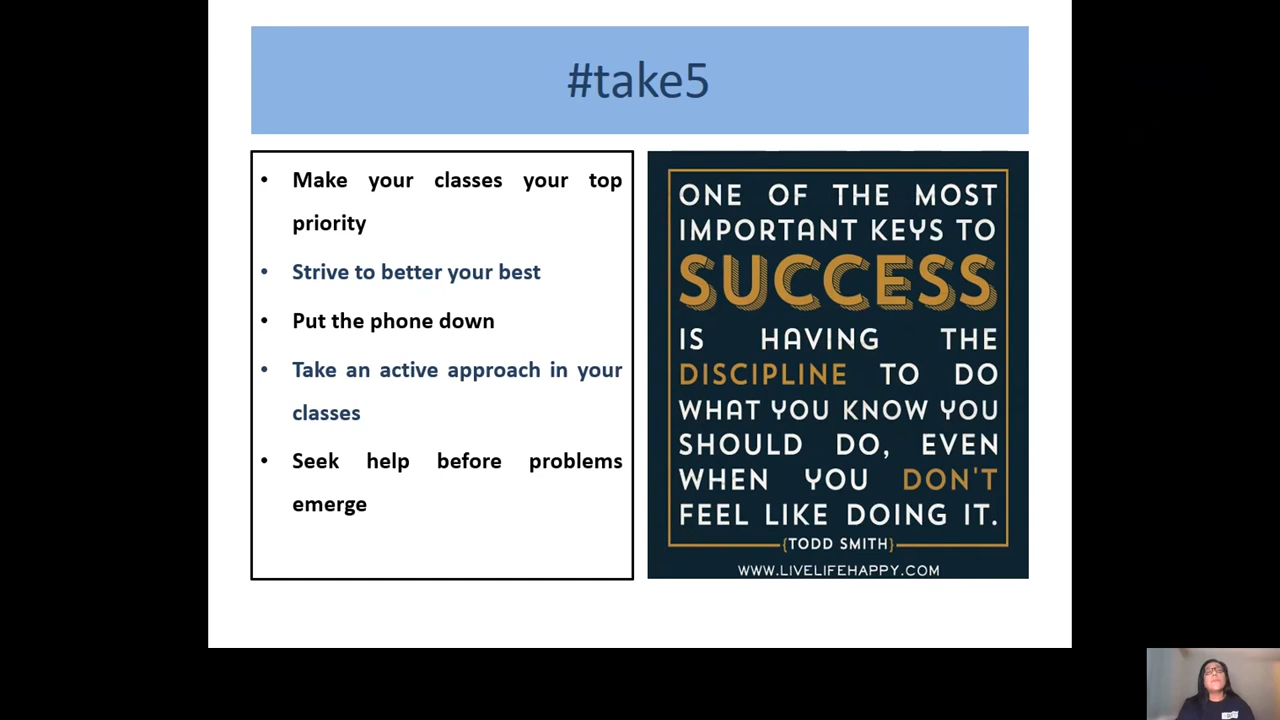 #take5
• Make your classes your top
priority
• Strive to better your best
• Put the phone down
• Take an active approach in your
classes
• Seek help before problems
emerge
ONE OF THE MOST
IMPORTANT KEYS TO
SUCCESS
IS HAVING THE
DISCIPLINE TO DO
WHAT YOU KNOW YOU
SHOULD DO, EVEN
WHEN YOU DON'T
FEEL LIKE DOING IT.
{TODD SMITH}
WWW.LIVELIFEHAPPY.COM